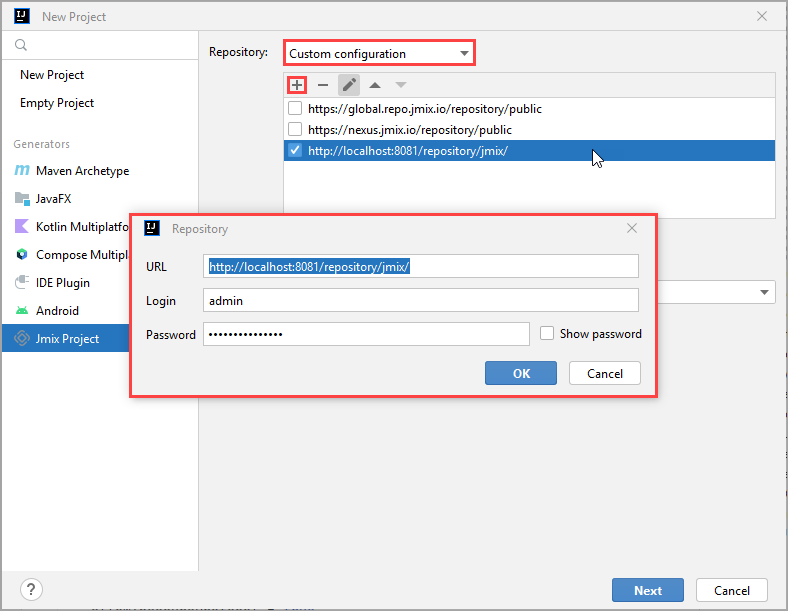 New Project
Repository: Custom configuration
New Project
Empty Project
https://global.repo.jmix.io/repository/public
https://nexus.jmix.io/repository/public
http://localhost:8081/repository/jmix/
Generators
Maven Archetype
JavaFX
Kotlin Multiplatfo
Compose Multipl
IDE Plugin
Android
Jmix Project
Repository
URL http://localhost:8081/repository/jmix/
Login admin
Password ••••••••••••••• Show password
OK Cancel
? Next Cancel